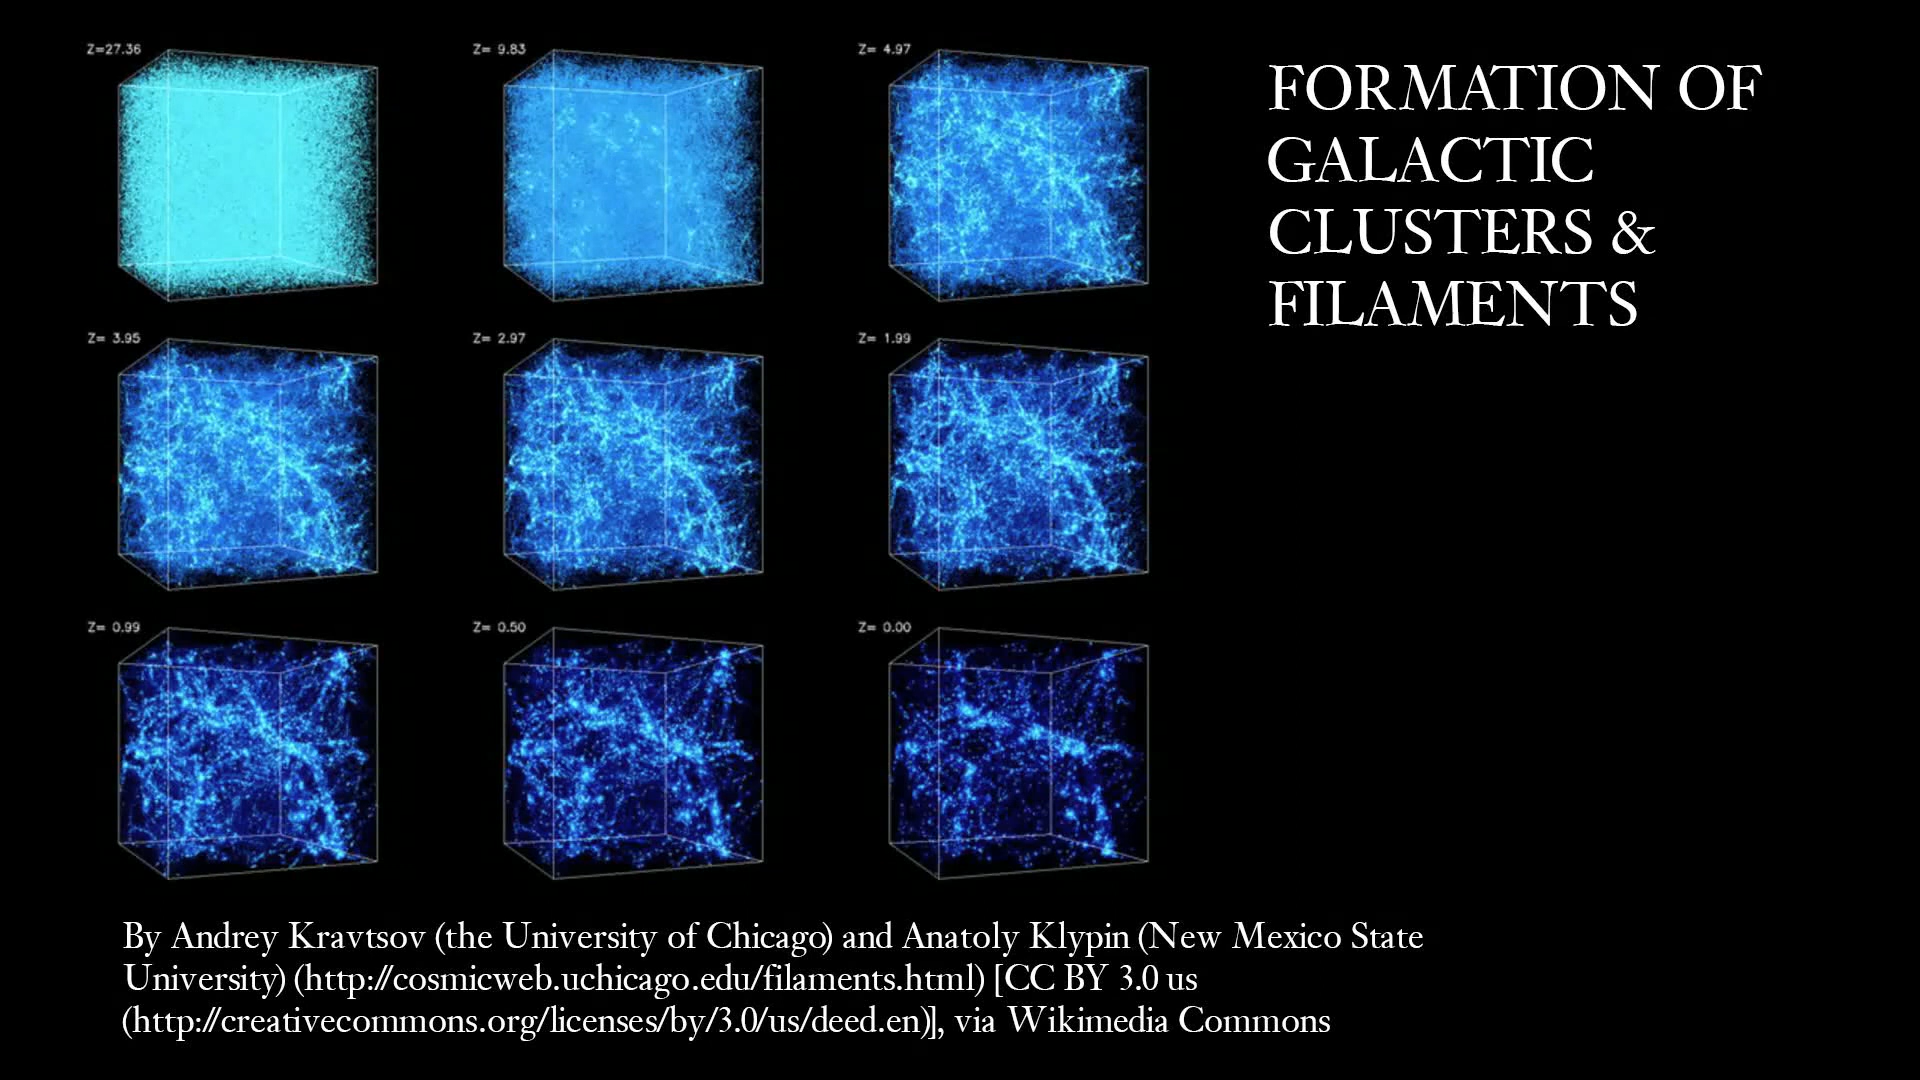 Z=27.36
Z= 9.83
Z= 4.97
FORMATION OF
GALACTIC
CLUSTERS &
FILAMENTS
Z= 3.95
Z= 2.97
Z= 1.99
Z= 0.99
Z= 0.50
Z= 0.00
By Andrey Kravtsov (the University of Chicago) and Anatoly Klypin (New Mexico State
University) (http://cosmicweb.uchicago.edu/filaments.html) [CC BY 3.0 us
(http://creativecommons.org/licenses/by/3.0/us/deed.en)], via Wikimedia Commons